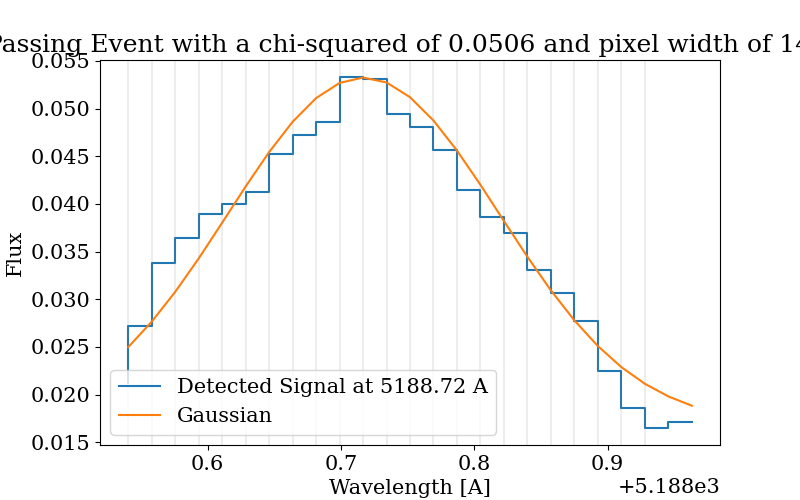 Passing Event with a chi-squared of 0.0506 and pixel width of 14
0.055
0.050
0.045
0.040
0.035
0.030
0.025
0.020
0.015
Flux
Detected Signal at 5188.72 A
Gaussian
0.6 0.7 0.8 0.9
Wavelength [A]
+5.188e3